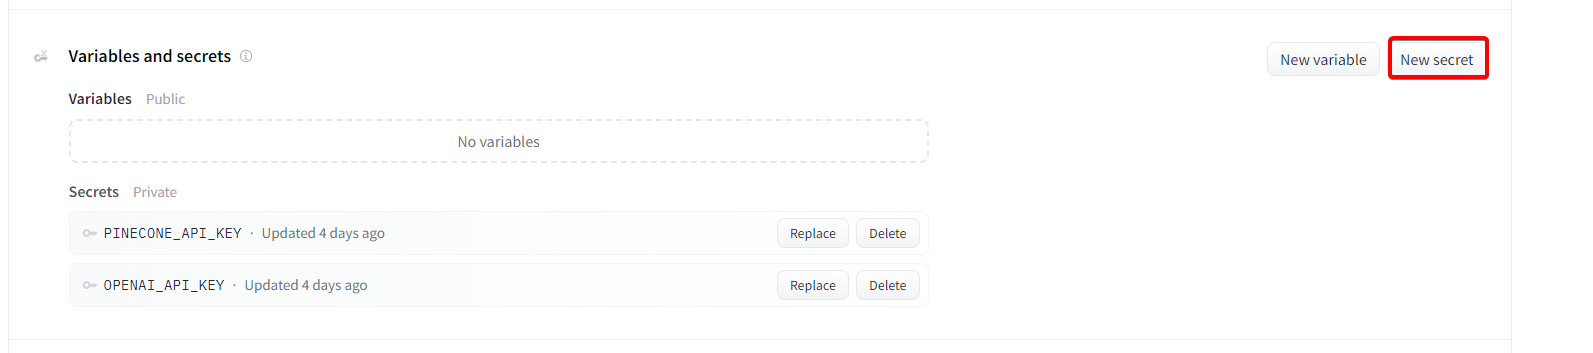 Variables and secrets
New variable
New secret
Variables Public
No variables
Secrets Private
PINECONE_API_KEY · Updated 4 days ago Replace Delete
OPENAI_API_KEY · Updated 4 days ago Replace Delete